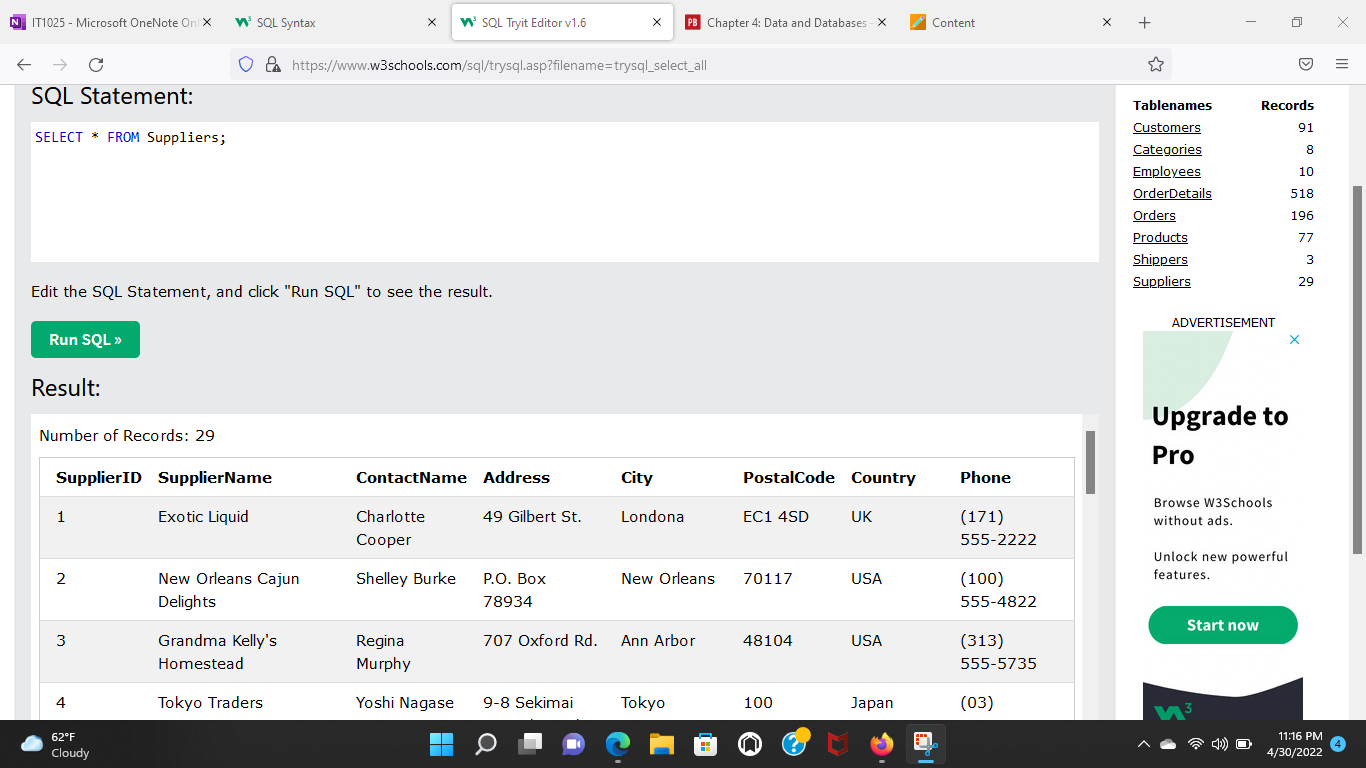 IT1025 - Microsoft OneNote Onl
SQL Syntax
SQL Tryit Editor v1.6
Chapter 4: Data and Databases -
Content
https://www.w3schools.com/sql/trysql.asp?filename=trysql_select_all
SQL Statement:
SELECT * FROM Suppliers;
Edit the SQL Statement, and click "Run SQL" to see the result.
Run SQL »
Result:
Number of Records: 29
SupplierID SupplierName ContactName Address City PostalCode Country Phone
1 Exotic Liquid Charlotte 49 Gilbert St. Londona EC1 4SD UK (171)
Cooper 555-2222
2 New Orleans Cajun Shelley Burke P.O. Box New Orleans 70117 USA (100)
Delights 78934 555-4822
3 Grandma Kelly's Regina 707 Oxford Rd. Ann Arbor 48104 USA (313)
Homestead Murphy 555-5735
4 Tokyo Traders Yoshi Nagase 9-8 Sekimai Tokyo 100 Japan (03)
Tablenames Records
Customers 91
Categories 8
Employees 10
OrderDetails 518
Orders 196
Products 77
Shippers 3
Suppliers 29
ADVERTISEMENT
Upgrade to
Pro
Browse W3Schools
without ads.
Unlock new powerful
features.
Start now
62°F
Cloudy
11:16 PM
4/30/2022
4